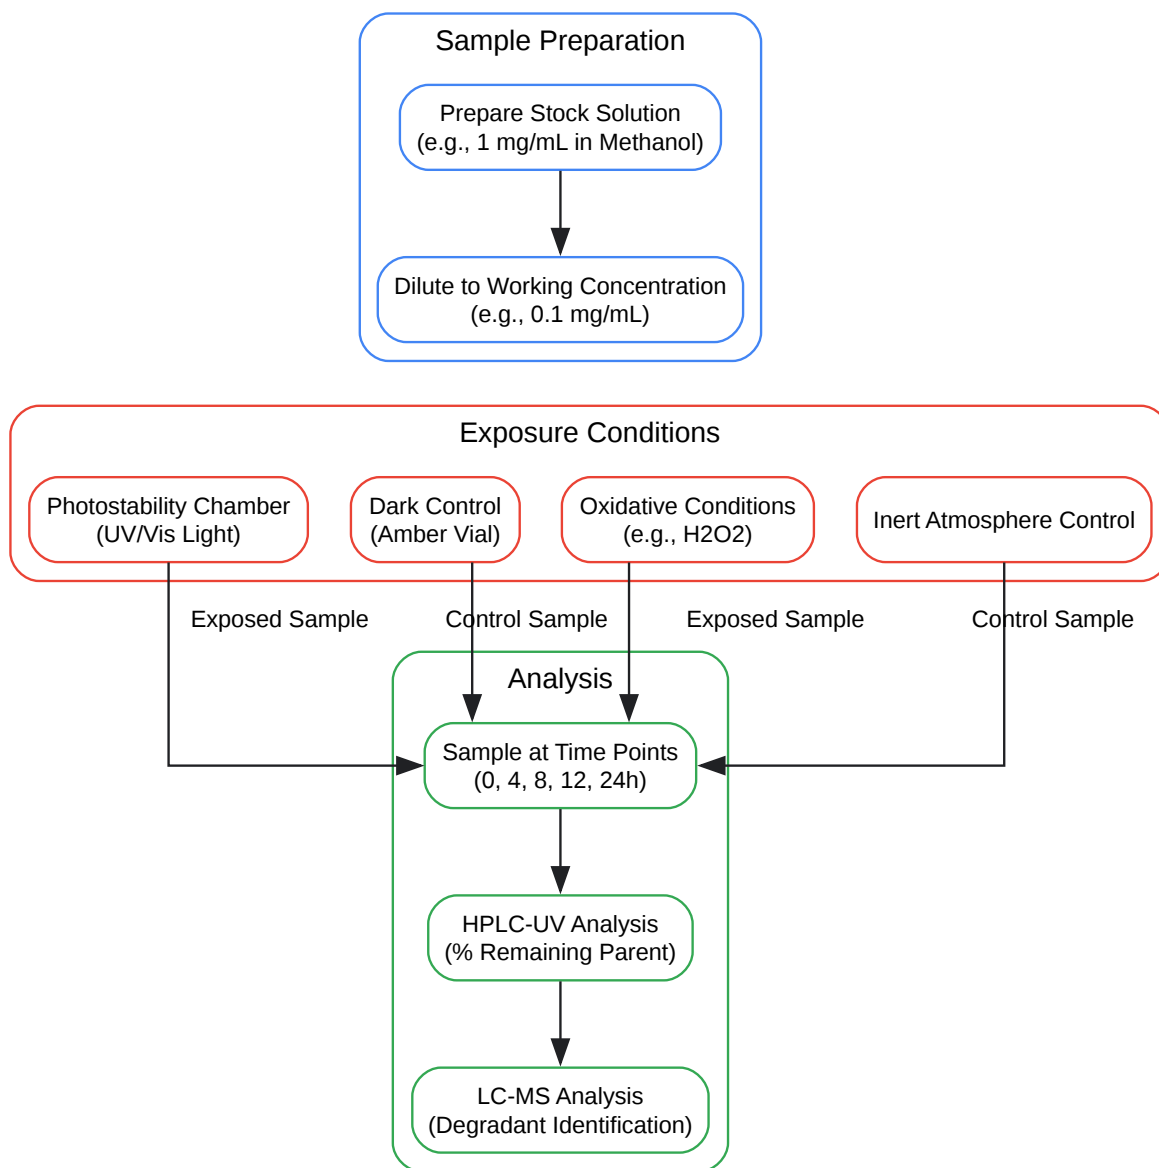 Sample Preparation
Prepare Stock Solution
(e.g., 1 mg/mL in Methanol)
Dilute to Working Concentration
(e.g., 0.1 mg/mL)
Exposure Conditions
Photostability Chamber
(UV/Vis Light)
Dark Control
(Amber Vial)
Oxidative Conditions
(e.g., H2O2)
Inert Atmosphere Control
Exposed Sample
Control Sample
Exposed Sample
Control Sample
Analysis
Sample at Time Points
(0, 4, 8, 12, 24h)
HPLC-UV Analysis
(% Remaining Parent)
LC-MS Analysis
(Degradant Identification)